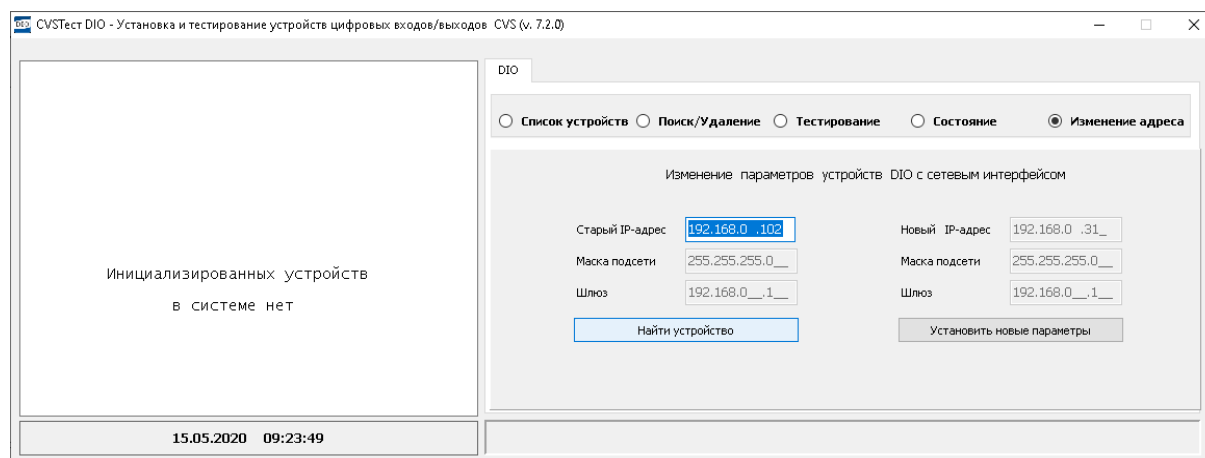 DIO CVSТест DIO - Установка и тестирование устройств цифровых входов/выходов CVS (v. 7.2.0)
DIO
Список устройств Поиск/Удаление Тестирование Состояние Изменение адреса
Изменение параметров устройств DIO с сетевым интерфейсом
Старый IP-адрес 192.168.0 .102 Новый IP-адрес 192.168.0 .31_
Маска подсети 255.255.255.0__ Маска подсети 255.255.255.0__
Шлюз 192.168.0__.1__ Шлюз 192.168.0__.1__
Найти устройство Установить новые параметры
Инициализированных устройств
в системе нет
15.05.2020 09:23:49